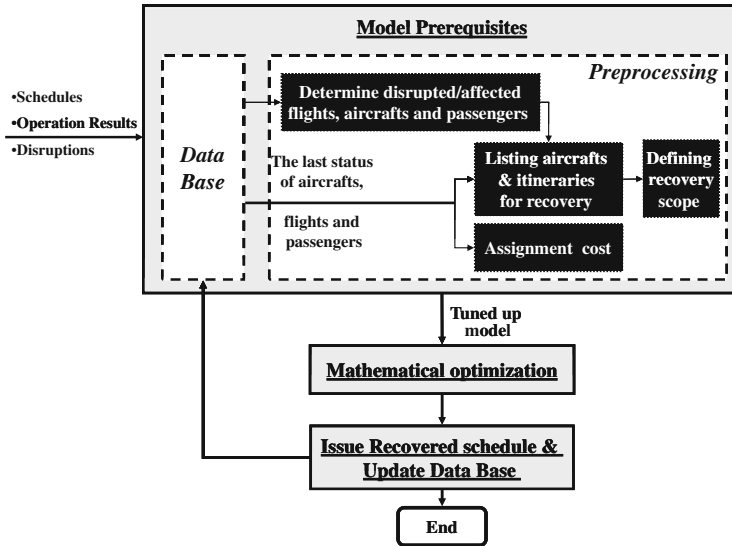 Model Prerequisites
Preprocessing
•Schedules
•Operation Results
•Disruptions
Data
Base
Determine disrupted/affected
flights, aircrafts and passengers
The last status
of aircrafts,
flights and
passengers
Listing aircrafts
& itineraries
for recovery
Defining
recovery
scope
Assignment cost
Tuned up
model
Mathematical optimization
Issue Recovered schedule &
Update Data Base
End